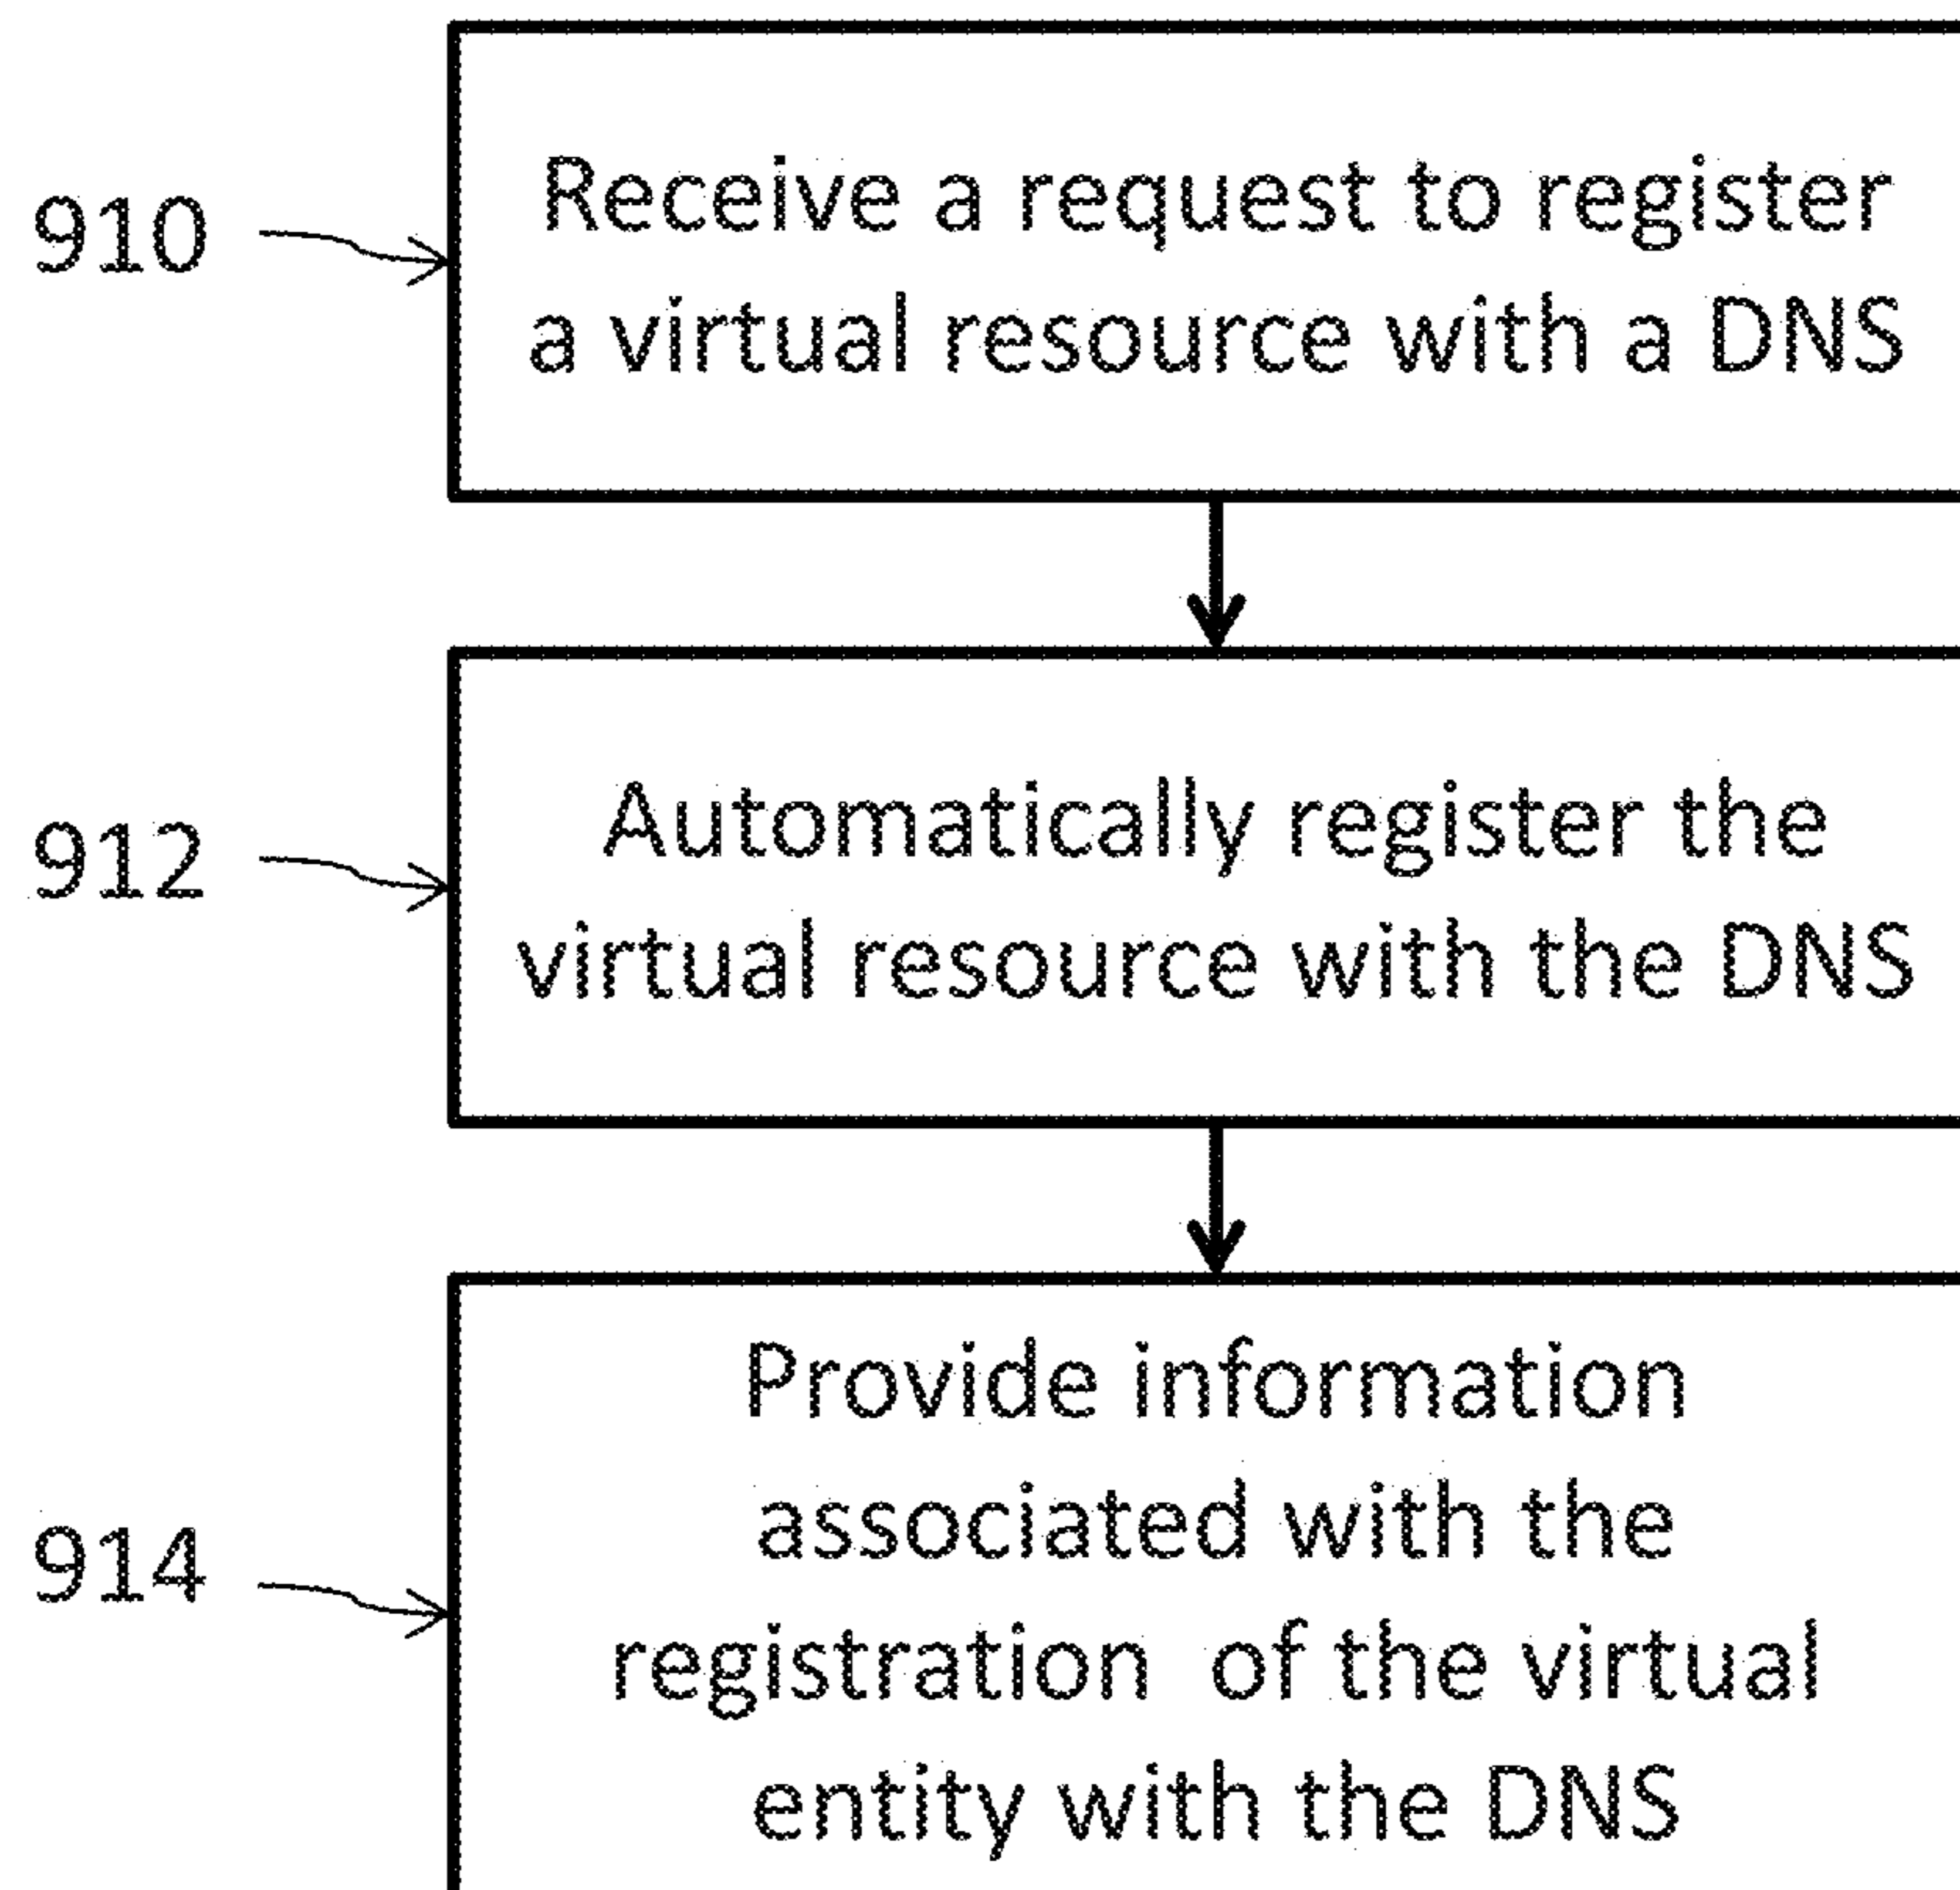 910
Receive a request to register
a virtual resource with a DNS
912
Automatically register the
virtual resource with the DNS
914
Provide information
associated with the
registration of the virtual
entity with the DNS